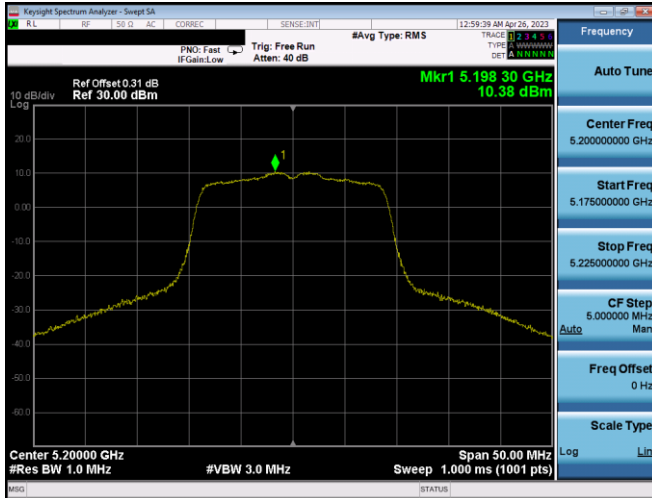 Keysight Spectrum Analyzer - Swept SA
RL RF 50 Ω AC CORREC SENSE:INT 12:59:39 AM Apr 26, 2023
#Avg Type: RMS
TRACE 1 2 3 4 5 6
PNO: Fast Trig: Free Run TYPE A WWWWW
IFGain:Low Atten: 40 dB DET A N N N N N
Mkr1 5.198 30 GHz
Ref Offset 0.31 dB
10 dB/div Ref 30.00 dBm 10.38 dBm
Log
1
20.0
10.0
0.00
-10.0
-20.0
-30.0
-40.0
-50.0
-60.0
Center 5.20000 GHz Span 50.00 MHz
#Res BW 1.0 MHz #VBW 3.0 MHz Sweep 1.000 ms (1001 pts)
MSG STATUS
Frequency
Auto Tune
Center Freq
5.200000000 GHz
Start Freq
5.175000000 GHz
Stop Freq
5.225000000 GHz
CF Step
5.000000 MHz
Auto Man
Freq Offset
0 Hz
Scale Type
Log Lin